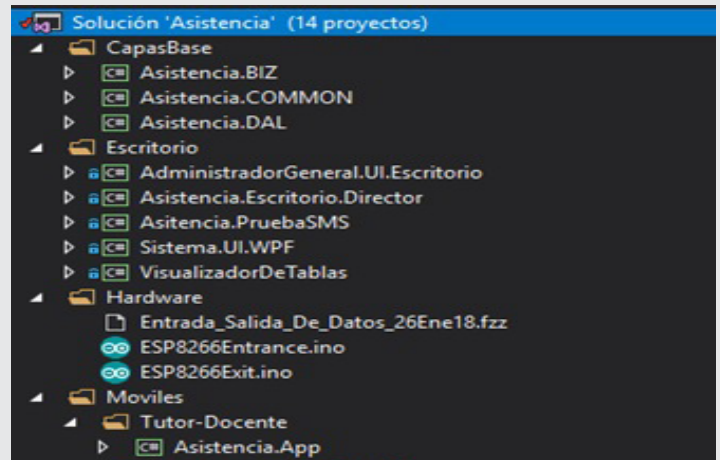 Solución 'Asistencia' (14 proyectos)
CapasBase
C# Asistencia.BIZ
C# Asistencia.COMMON
C# Asistencia.DAL
Escritorio
C# AdministradorGeneral.UI.Escritorio
C# Asistencia.Escritorio.Director
C# Asitencia.PruebaSMS
C# Sistema.UI.WPF
C# VisualizadorDeTablas
Hardware
Entrada_Salida_De_Datos_26Ene18.fzz
ESP8266Entrance.ino
ESP8266Exit.ino
Moviles
Tutor-Docente
C# Asistencia.App